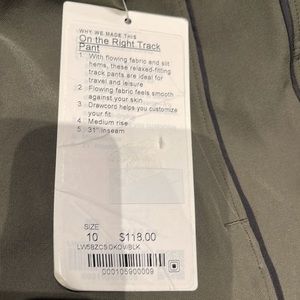 WHY WE MADE THIS
On the Right Track
Pant
1. With flowing fabric and slit
hems, these relaxed-fitting
track pants are ideal for
travel and leisure
2. Flowing fabric feels smooth
against your skin
3. Drawcord helps you customize
your fit
4. Medium rise
5. 31" Inseam
SIZE
10 $118.00
LW5BZCS DKOV/BLK
000105900009